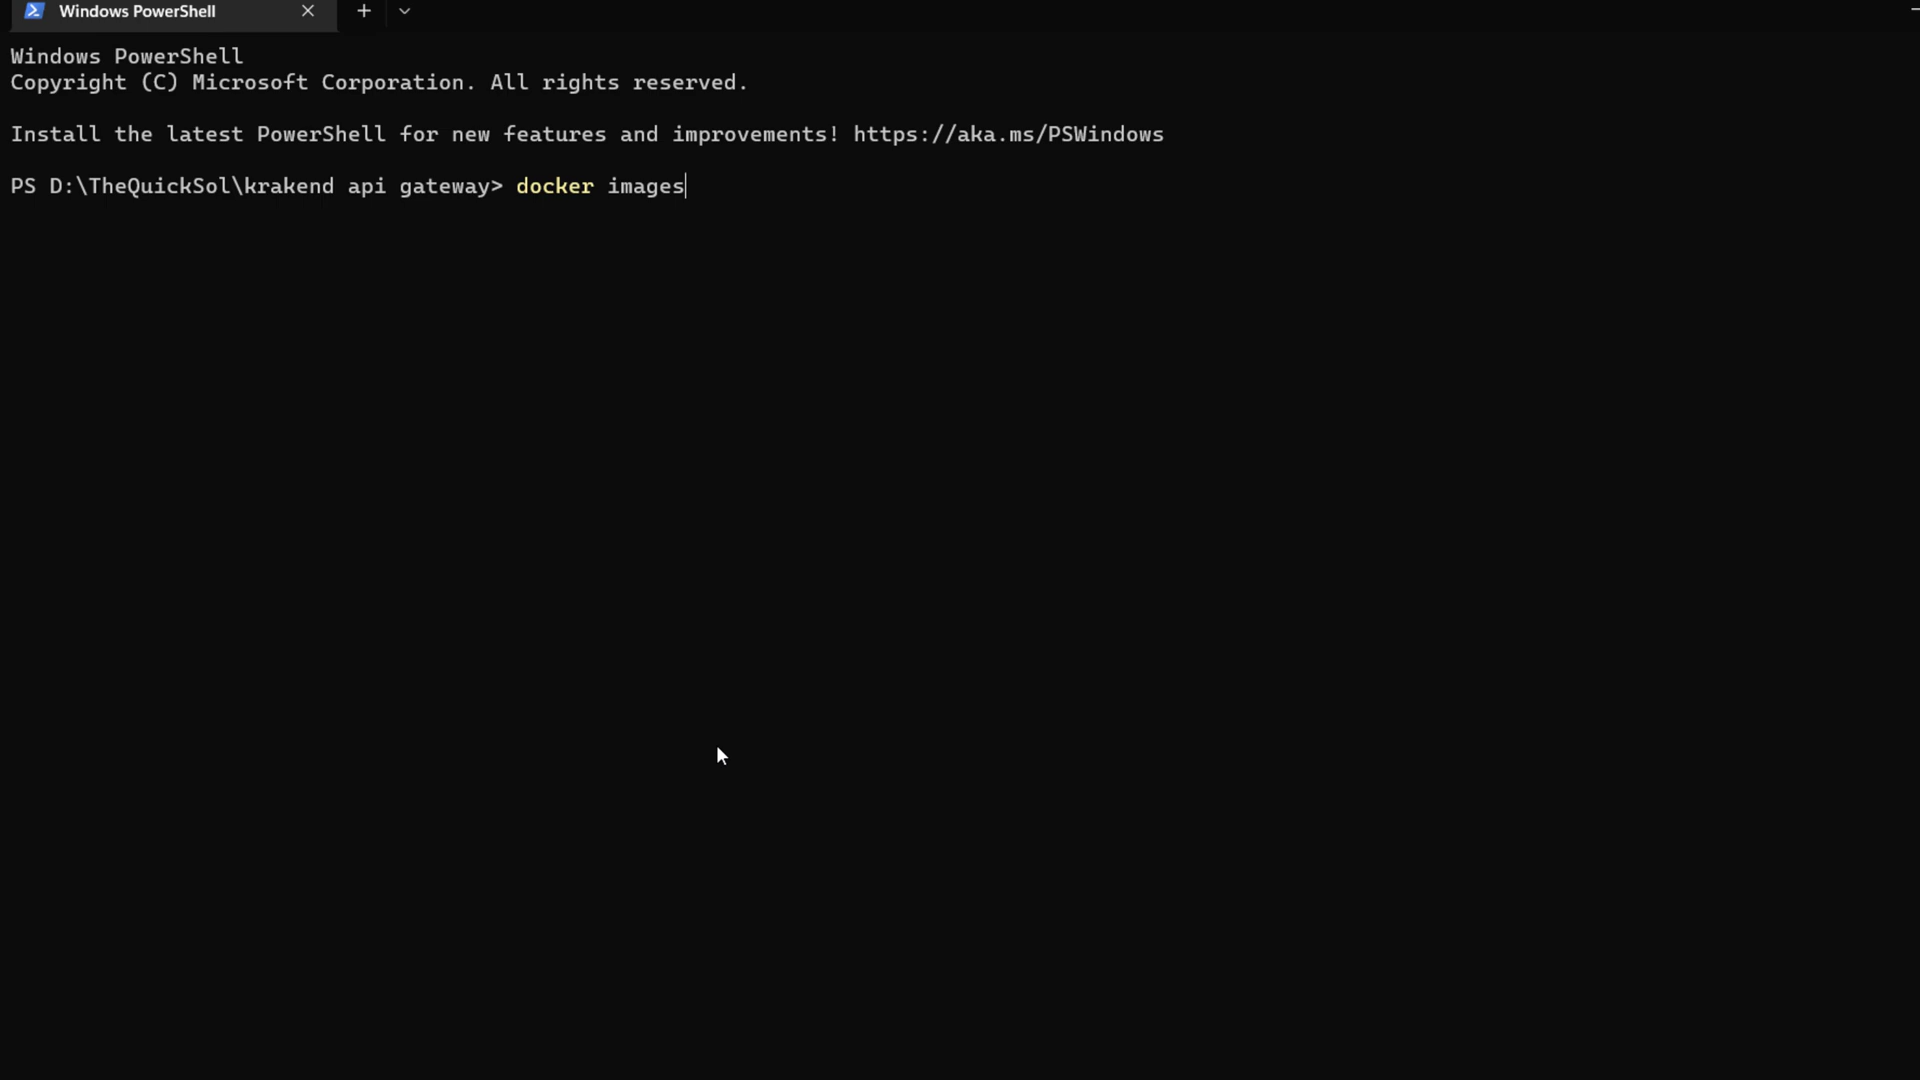 Windows PowerShell
Windows PowerShell
Copyright (C) Microsoft Corporation. All rights reserved.
Install the latest PowerShell for new features and improvements! https://aka.ms/PSWindows
PS D:\TheQuickSol\krakend api gateway> docker images